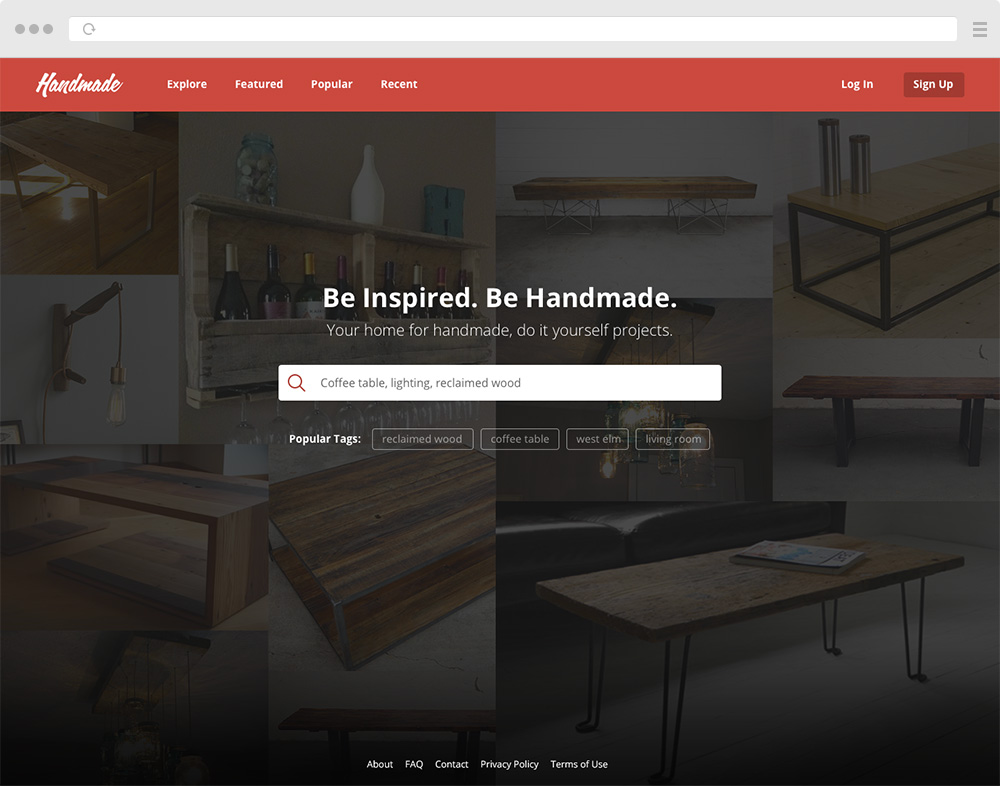 Handmade Explore Featured Popular Recent Log In Sign Up
H
Be Inspired. Be Handmade.
Your home for handmade, do it yourself projects.
Coffee table, lighting, reclaimed wood
Popular Tags: reclaimed wood coffee table west elm living room
About FAQ Contact Privacy Policy Terms of Use